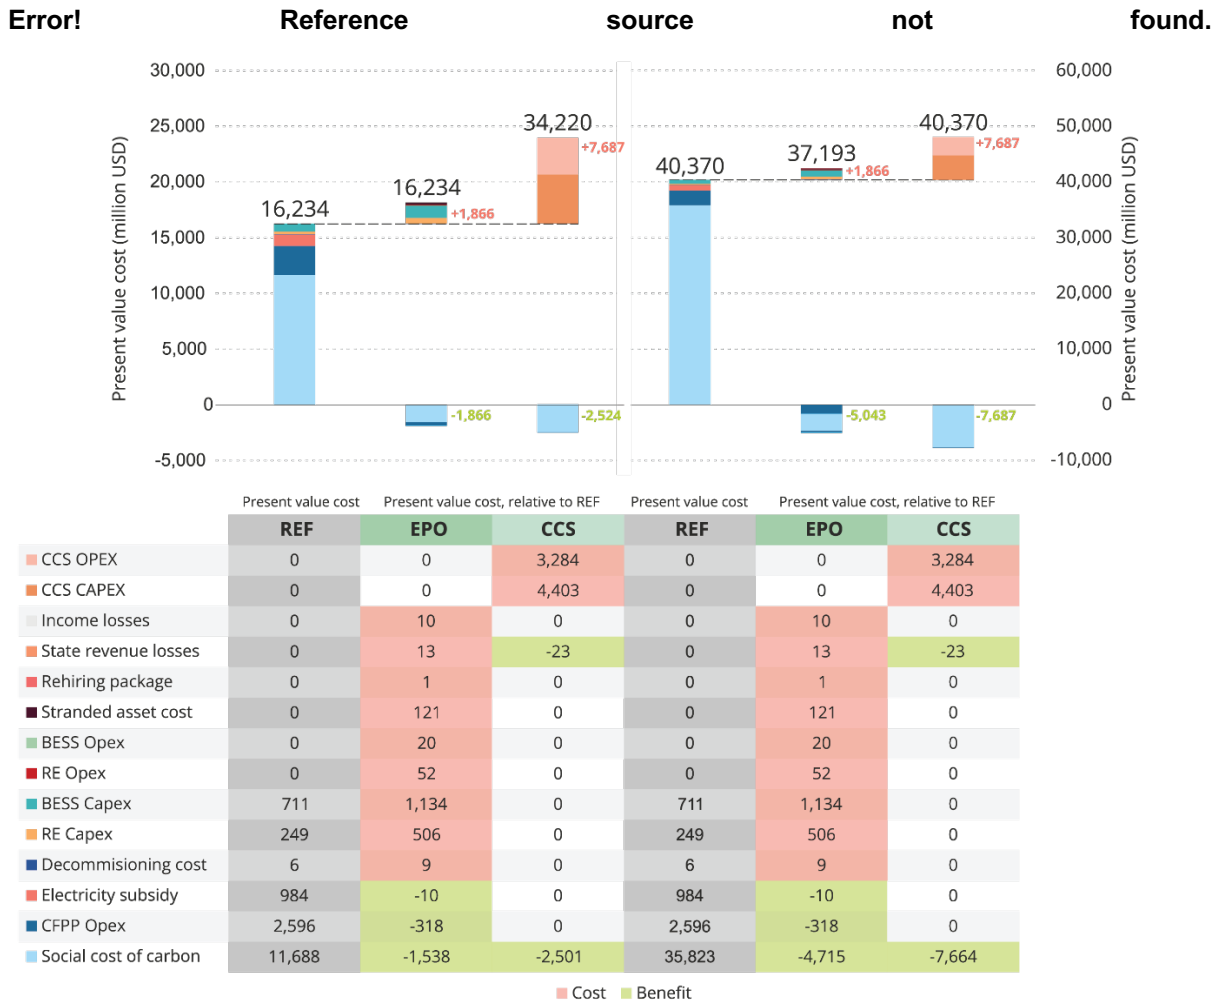 Error! Reference source not found.
30,000
25,000
20,000
15,000
10,000
5,000
0
-5,000
Present value cost (million USD)
16,234
16,234
+1,866
-1,866
34,220
+7,687
-2,524
40,370
37,193
+1,866
-5,043
40,370
+7,687
-7,687
60,000
50,000
40,000
30,000
20,000
10,000
0
-10,000
Present value cost (million USD)
Present value cost Present value cost, relative to REF Present value cost Present value cost, relative to REF
REF EPO CCS REF EPO CCS
CCS OPEX 0 0 3,284 0 0 3,284
CCS CAPEX 0 0 4,403 0 0 4,403
Income losses 0 10 0 0 10 0
State revenue losses 0 13 -23 0 13 -23
Rehiring package 0 1 0 0 1 0
Stranded asset cost 0 121 0 0 121 0
BESS Opex 0 20 0 0 20 0
RE Opex 0 52 0 0 52 0
BESS Capex 711 1,134 0 711 1,134 0
RE Capex 249 506 0 249 506 0
Decommisioning cost 6 9 0 6 9 0
Electricity subsidy 984 -10 0 984 -10 0
CFPP Opex 2,596 -318 0 2,596 -318 0
Social cost of carbon 11,688 -1,538 -2,501 35,823 -4,715 -7,664
Cost Benefit